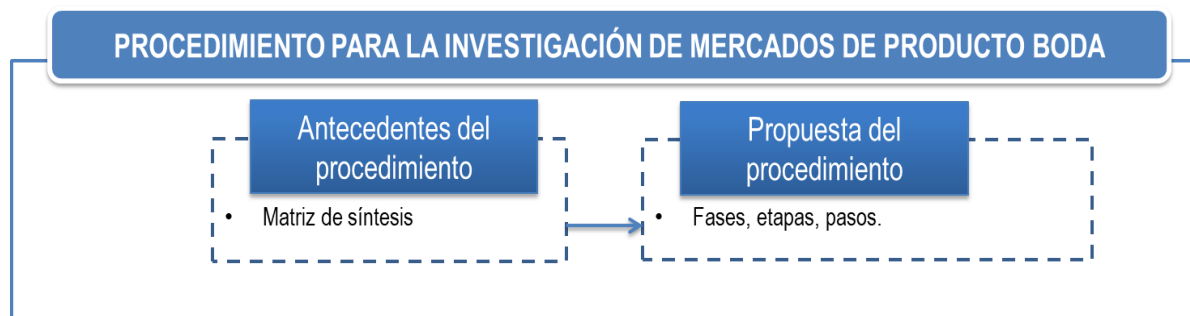 PROCEDIMIENTO PARA LA INVESTIGACIÓN DE MERCADOS DE PRODUCTO BODA
Antecedentes del
procedimiento
• Matriz de síntesis
Propuesta del
procedimiento
• Fases, etapas, pasos.